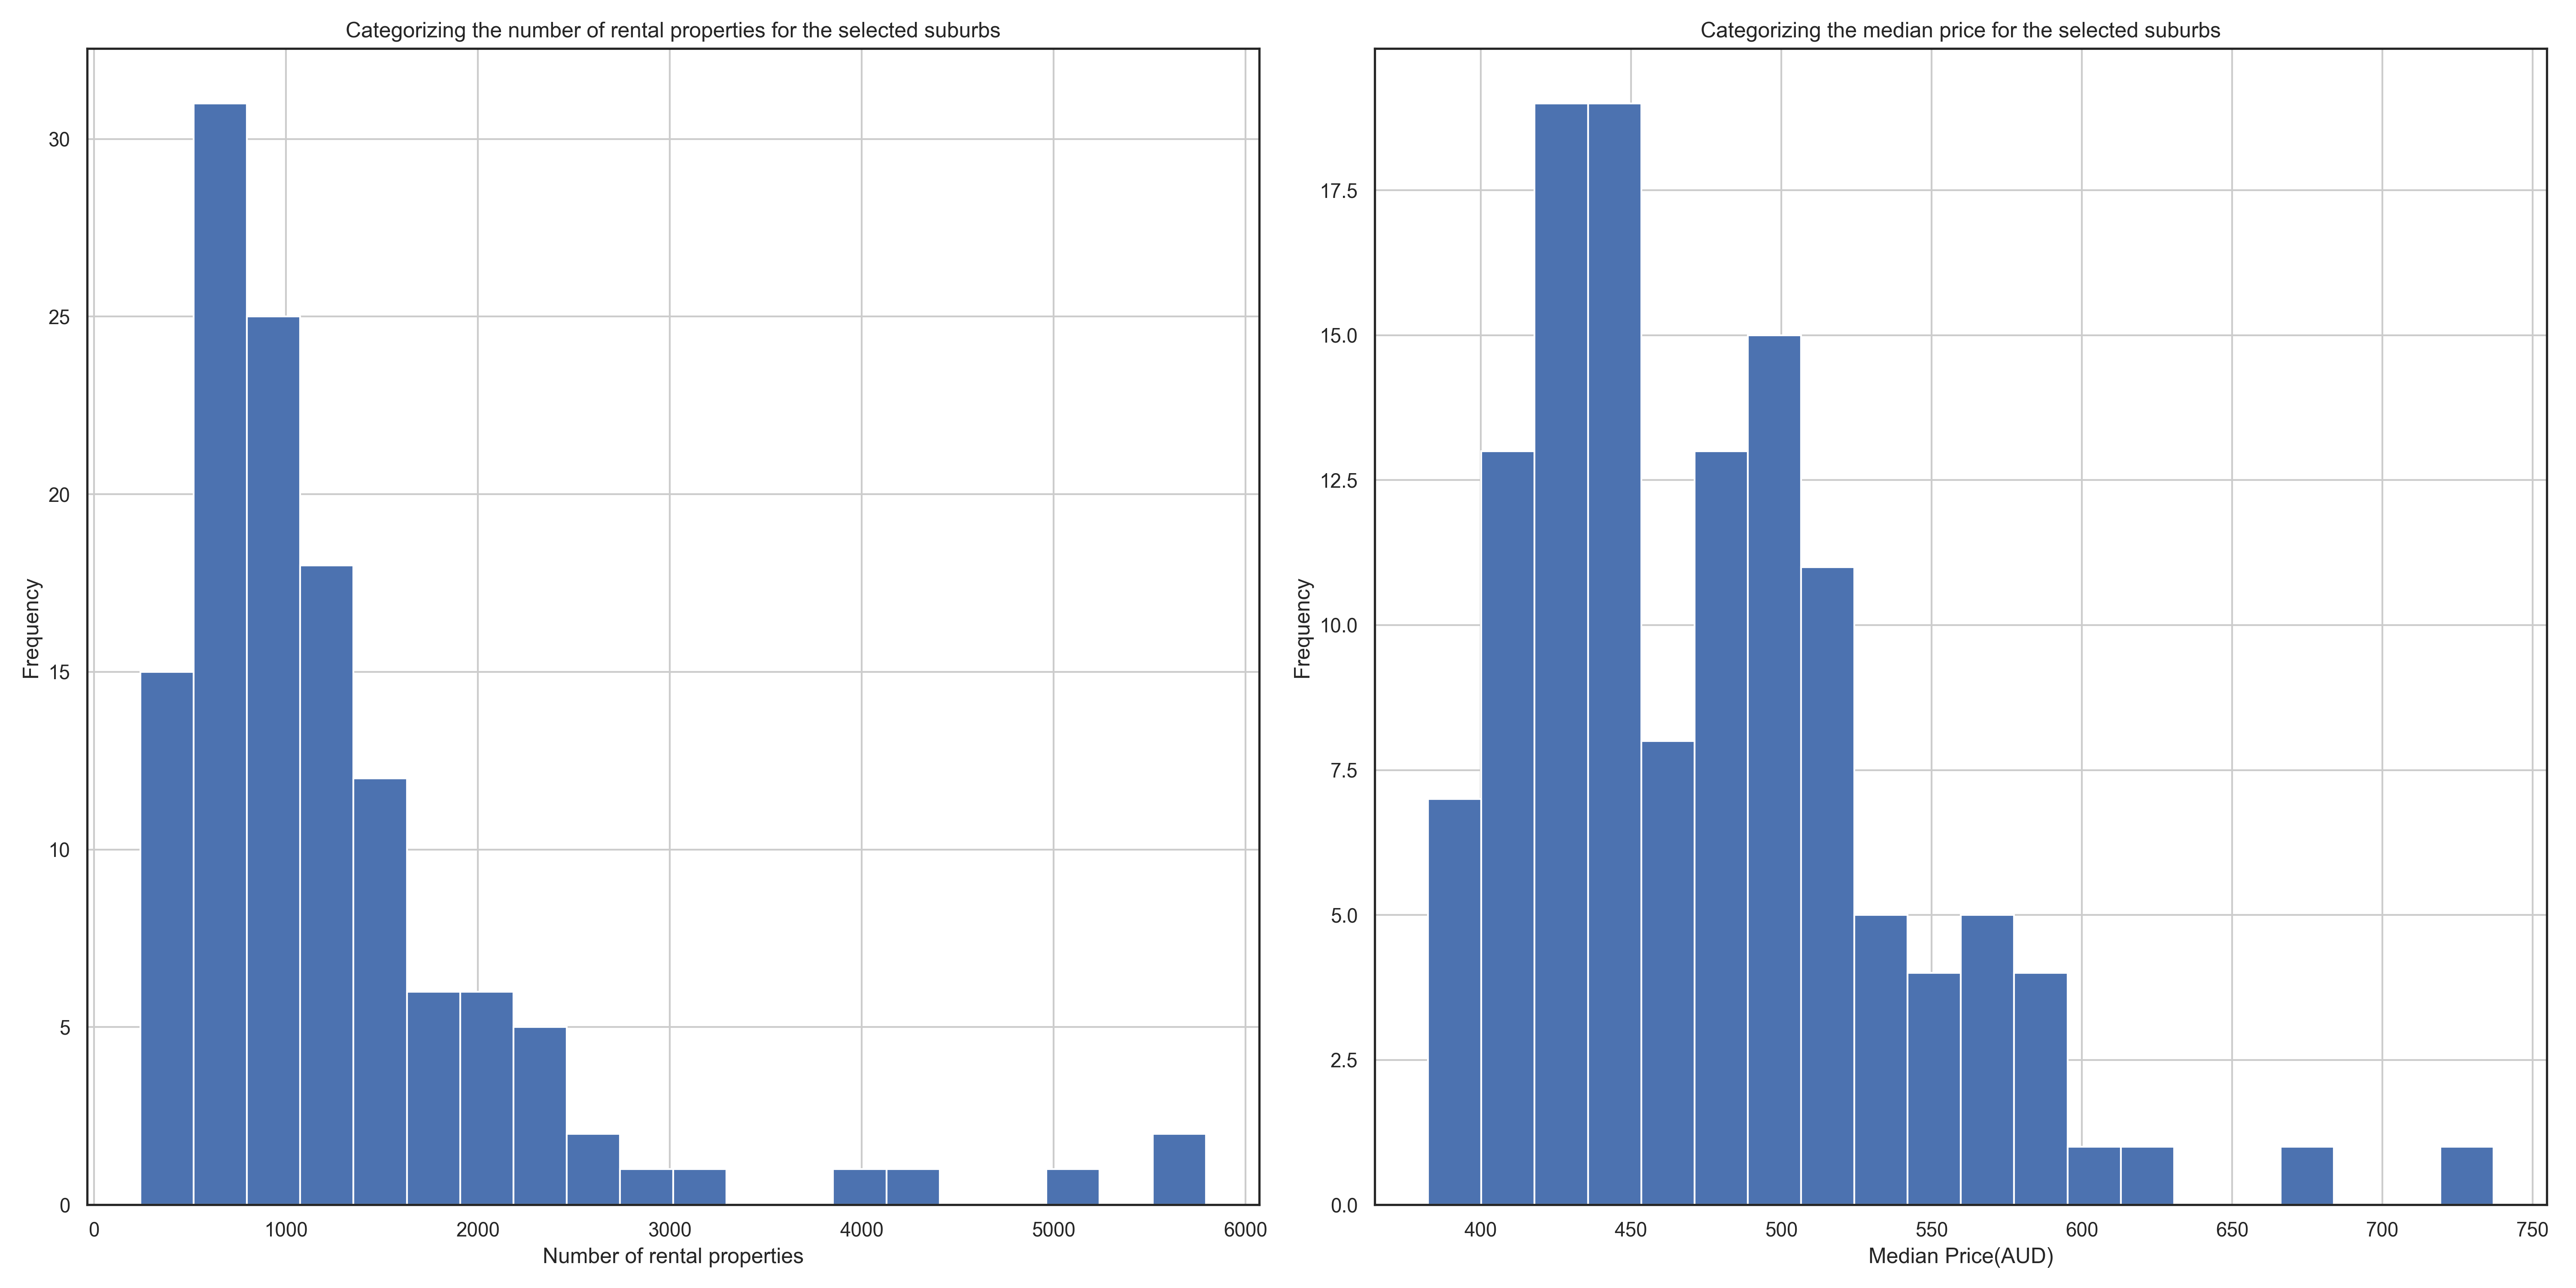 Categorizing the number of rental properties for the selected suburbs
30
25
20
15
10
5
0
Frequency
0 1000 2000 3000 4000 5000 6000
Number of rental properties
Categorizing the median price for the selected suburbs
17.5
15.0
12.5
10.0
7.5
5.0
2.5
0.0
Frequency
400 450 500 550 600 650 700 750
Median Price(AUD)